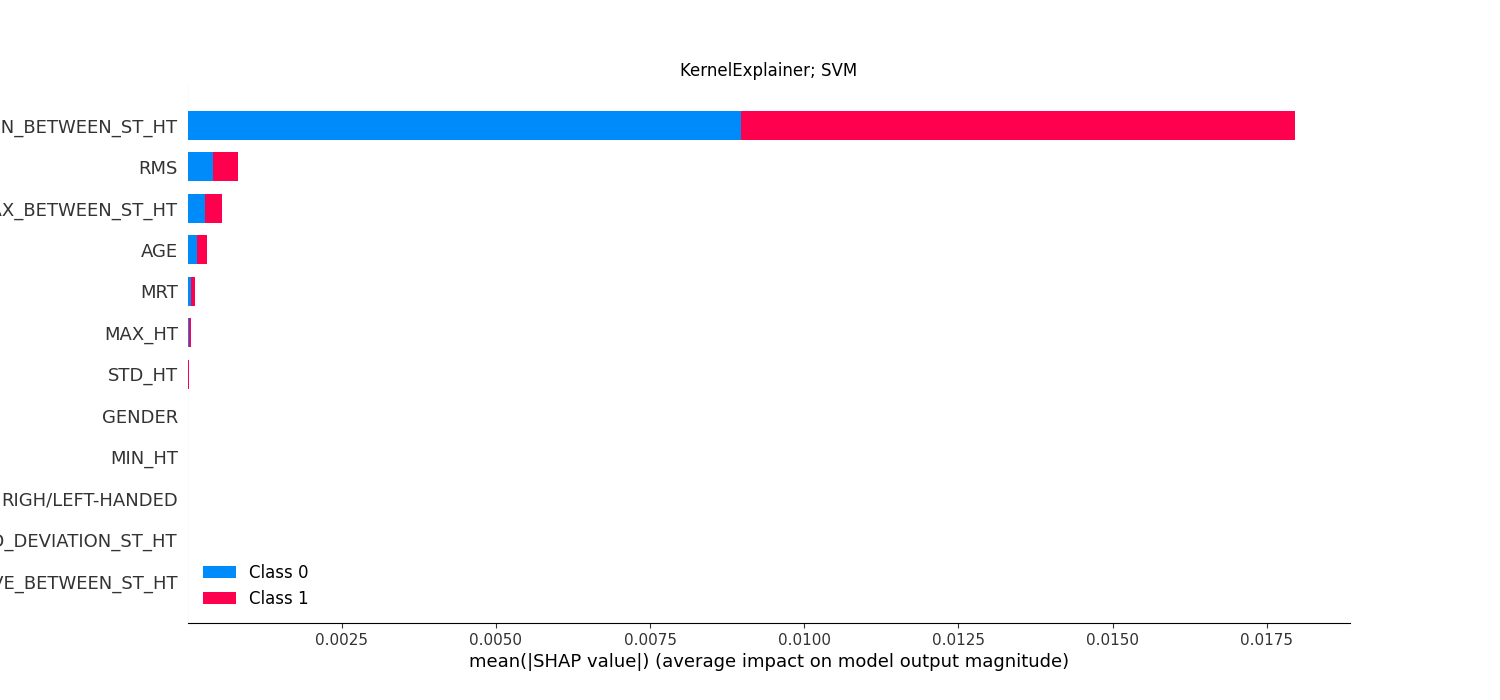 KernelExplainer; SVM
N_BETWEEN_ST_HT
RMS
AX_BETWEEN_ST_HT
AGE
MRT
MAX_HT
STD_HT
GENDER
MIN_HT
RIGH/LEFT-HANDED
D_DEVIATION_ST_HT
VE_BETWEEN_ST_HT
Class 0
Class 1
0.0025 0.0050 0.0075 0.0100 0.0125 0.0150 0.0175
mean(|SHAP value|) (average impact on model output magnitude)